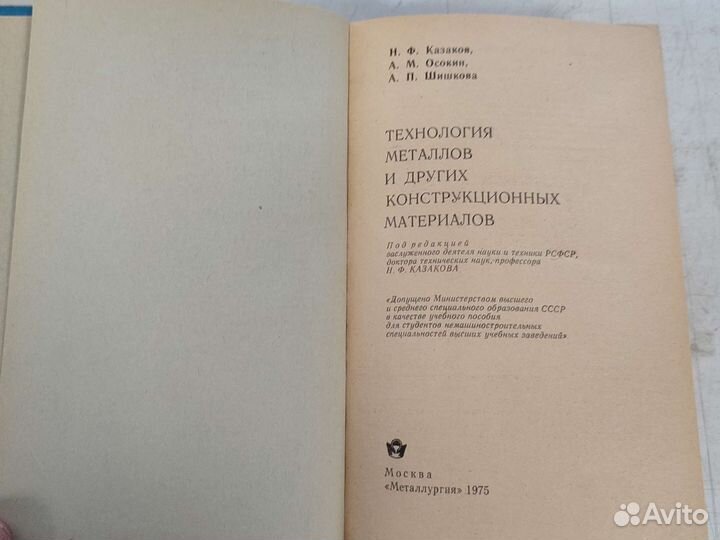 Н. Ф. Казаков,
А. М. Осокин,
А. П. Шишкова
ТЕХНОЛОГИЯ
МЕТАЛЛОВ
И ДРУГИХ
КОНСТРУКЦИОННЫХ
МАТЕРИАЛОВ
Под редакцией
заслуженного деятеля науки и техники РСФСР,
доктора технических наук, профессора
Н. Ф. КАЗАКОВА
«Допущено Министерством высшего
и среднего специального образования СССР
в качестве учебного пособия
для студентов немашиностроительных
специальностей высших учебных заведений»
Москва
«Металлургия» 1975
Avito